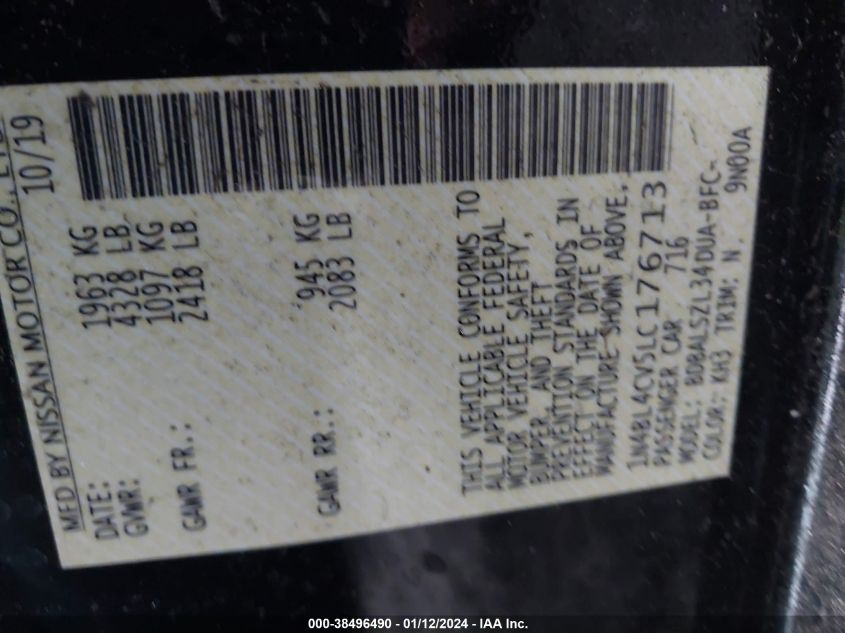 MFD BY NISSAN MOTOR CO., LTD.
DATE: 10/19
GVWR: 1963 KG
4328 LB
GAWR FR.: 1097 KG
2418 LB
GAWR RR.: 945 KG
2083 LB
THIS VEHICLE CONFORMS TO
ALL APPLICABLE FEDERAL
MOTOR VEHICLE SAFETY,
BUMPER, AND THEFT
PREVENTION STANDARDS IN
EFFECT ON THE DATE OF
MANUFACTURE SHOWN ABOVE.
1N4BL4CV5LC176713
PASSENGER CAR 716
MODEL: BDBALSZL34DUA-BFC-
COLOR: KH3 TRIM: N. 9N00A
000-38496490 - 01/12/2024 - IAA Inc.